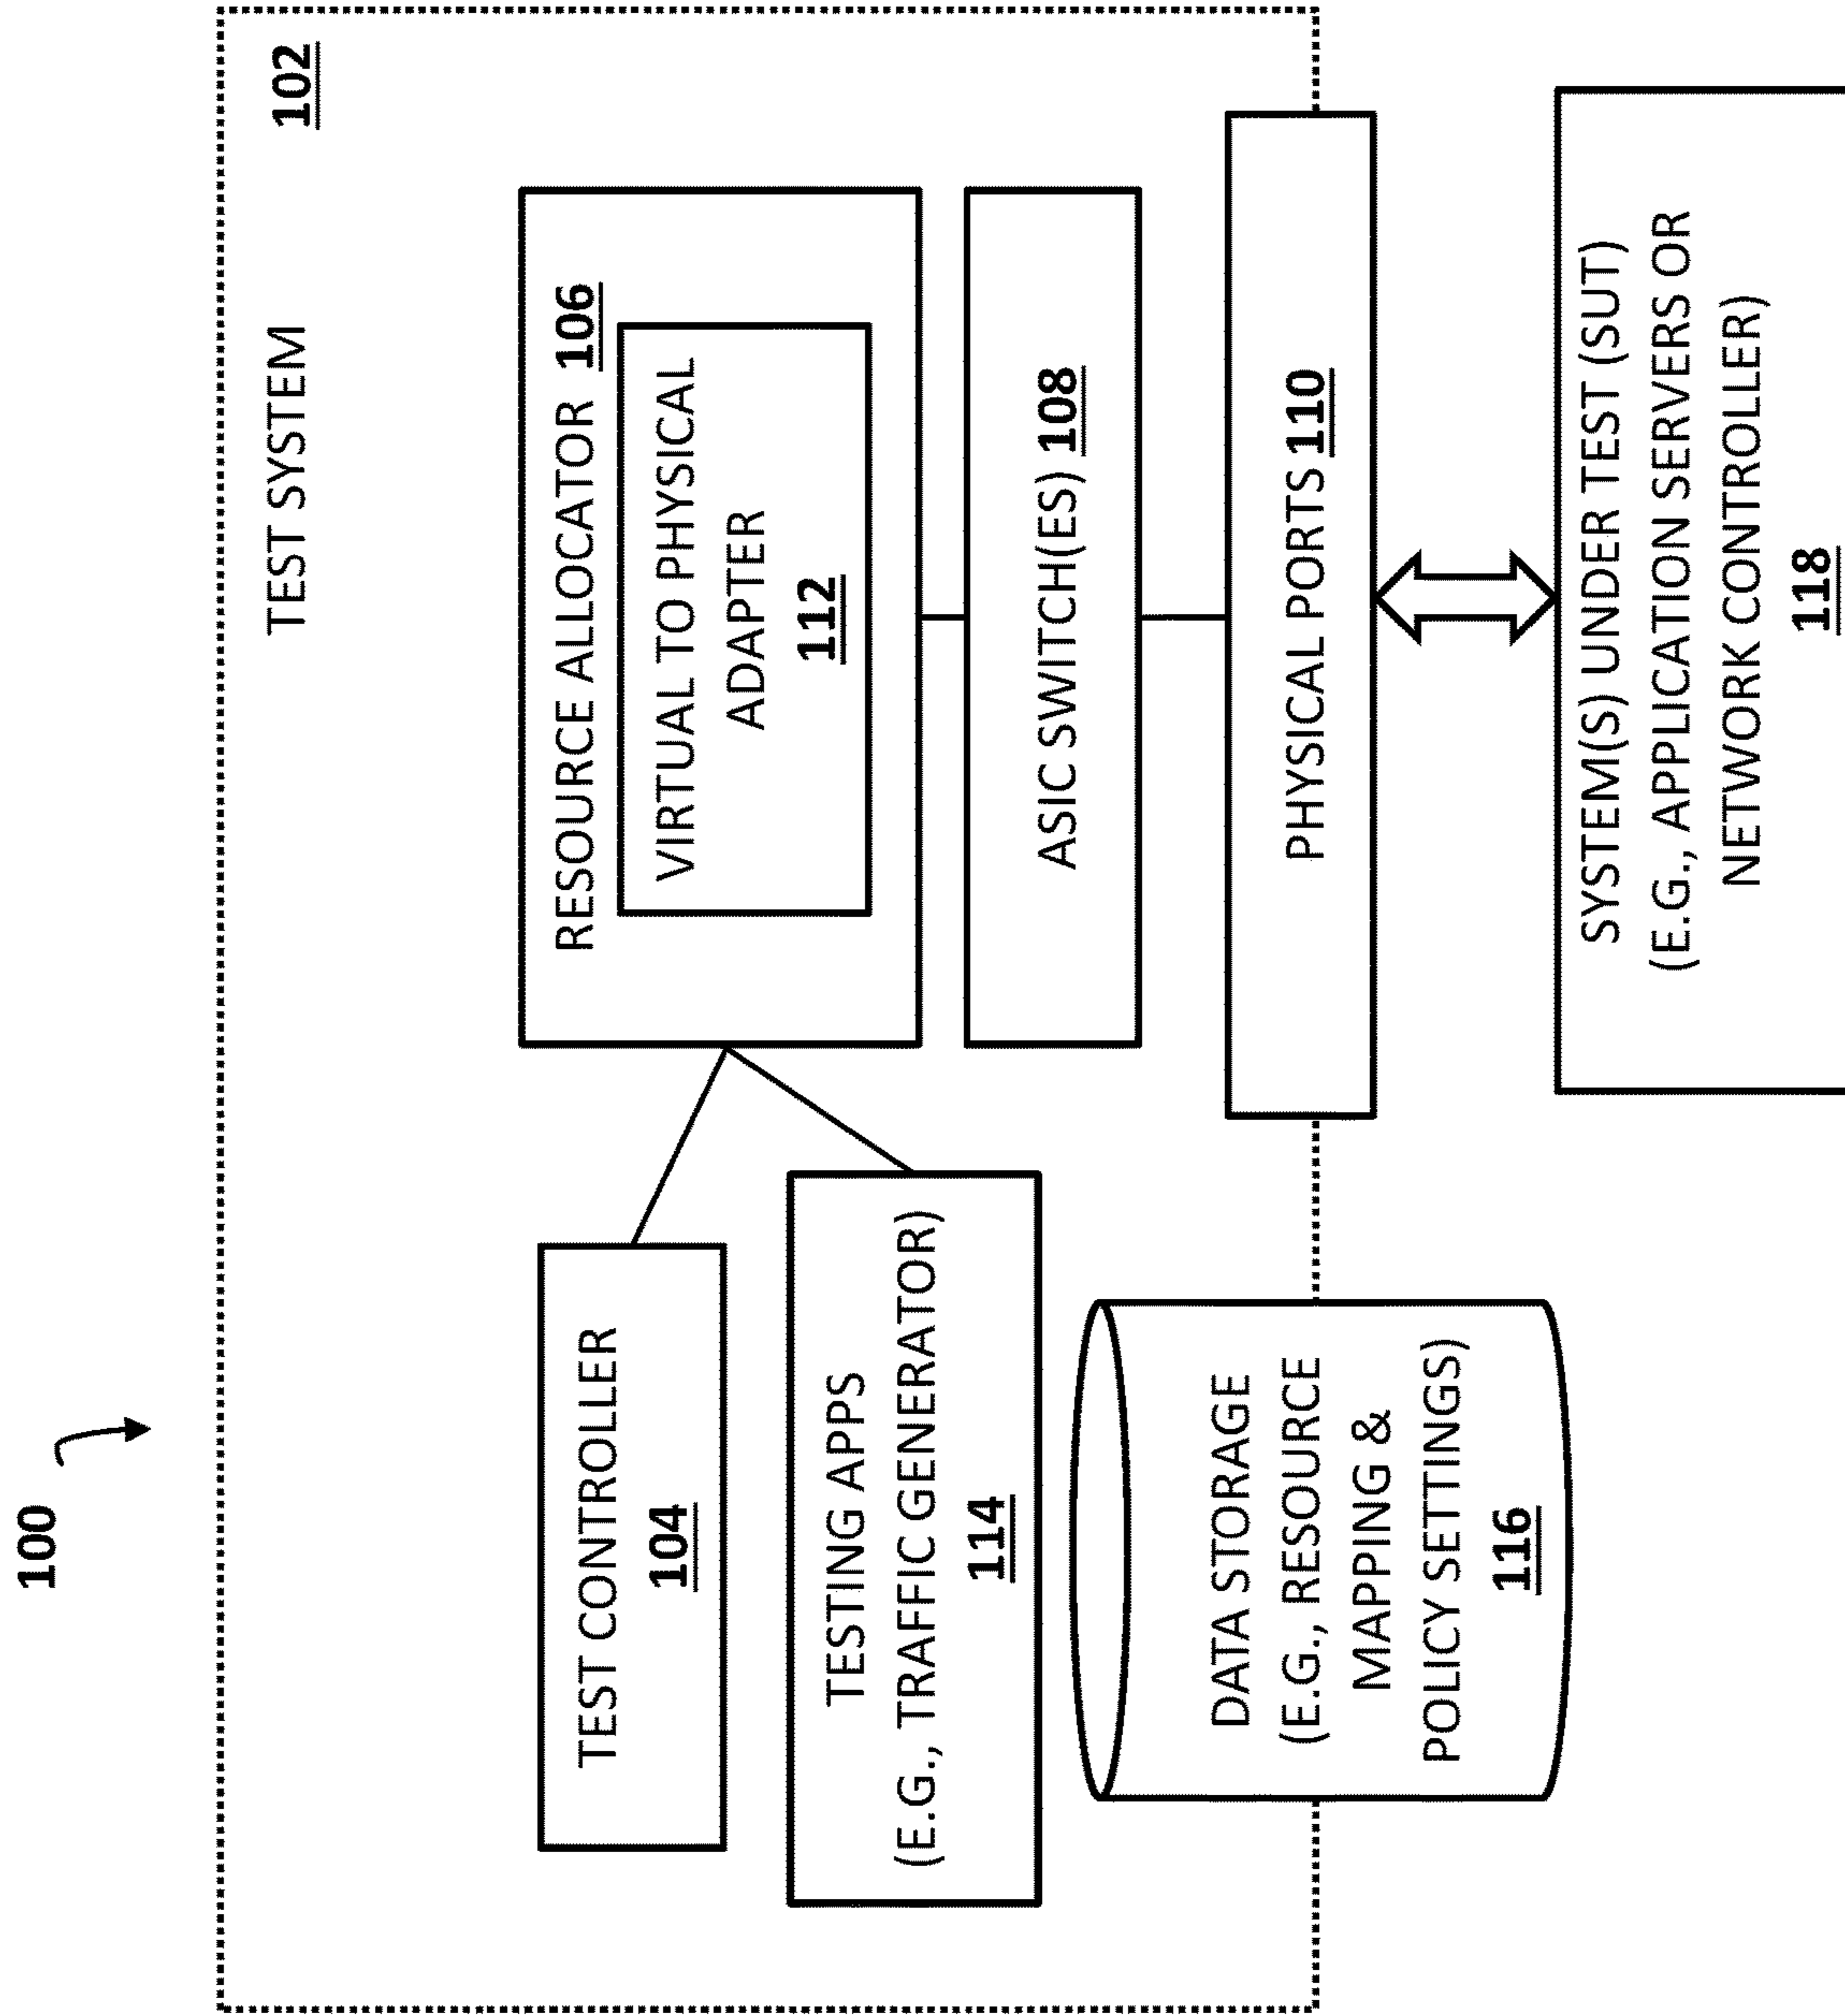 100
TEST SYSTEM
102
TEST CONTROLLER
104
TESTING APPS
(E.G., TRAFFIC GENERATOR)
114
DATA STORAGE
(E.G., RESOURCE
MAPPING &
POLICY SETTINGS)
116
RESOURCE ALLOCATOR 106
VIRTUAL TO PHYSICAL
ADAPTER
112
ASIC SWITCH(ES) 108
PHYSICAL PORTS 110
SYSTEM(S) UNDER TEST (SUT)
(E.G., APPLICATION SERVERS OR
NETWORK CONTROLLER)
118